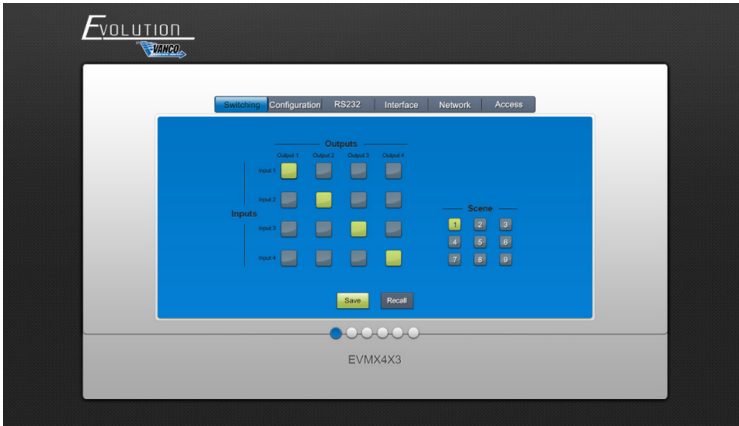 EVOLUTION
BY VANCO
Switching Configuration RS232 Interface Network Access
Outputs
Output 1 Output 2 Output 3 Output 4
Input 1
Input 2
Inputs
Input 3
Input 4
Scene
1 2 3
4 5 6
7 8 9
Save Recall
EVMX4X3